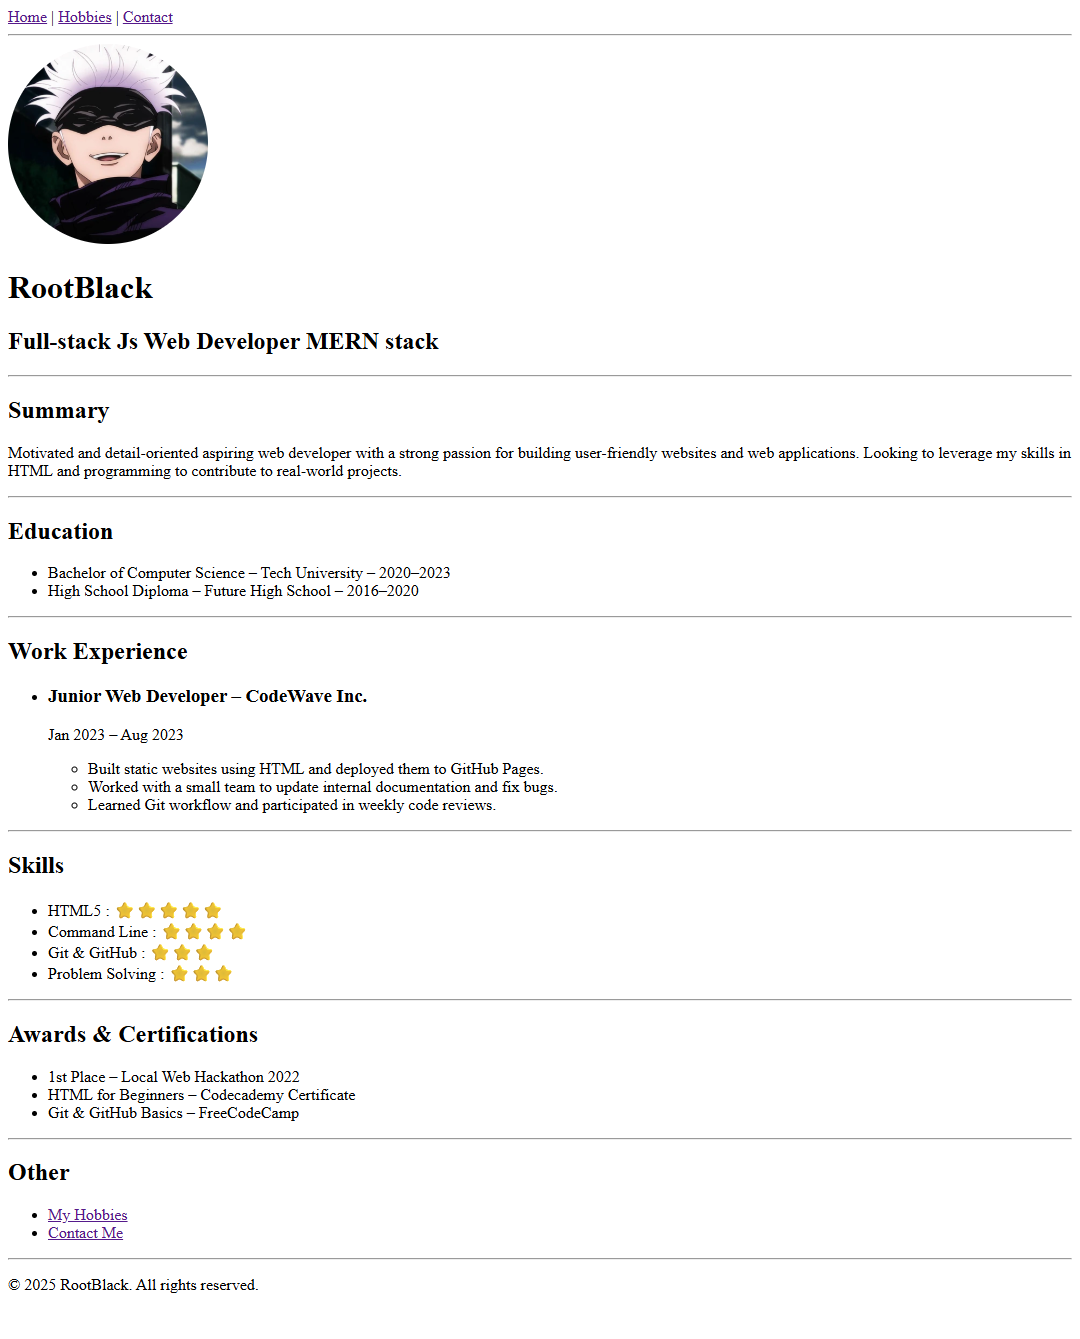 Home | Hobbies | Contact
RootBlack
Full-stack Js Web Developer MERN stack
Summary
Motivated and detail-oriented aspiring web developer with a strong passion for building user-friendly websites and web applications. Looking to leverage my skills in
HTML and programming to contribute to real-world projects.
Education
• Bachelor of Computer Science – Tech University – 2020–2023
• High School Diploma – Future High School – 2016–2020
Work Experience
• Junior Web Developer – CodeWave Inc.
Jan 2023 – Aug 2023
◦ Built static websites using HTML and deployed them to GitHub Pages.
◦ Worked with a small team to update internal documentation and fix bugs.
◦ Learned Git workflow and participated in weekly code reviews.
Skills
• HTML5 : ⭐⭐⭐⭐⭐
• Command Line : ⭐⭐⭐⭐
• Git & GitHub : ⭐⭐⭐
• Problem Solving : ⭐⭐⭐
Awards & Certifications
• 1st Place – Local Web Hackathon 2022
• HTML for Beginners – Codecademy Certificate
• Git & GitHub Basics – FreeCodeCamp
Other
• My Hobbies
• Contact Me
© 2025 RootBlack. All rights reserved.